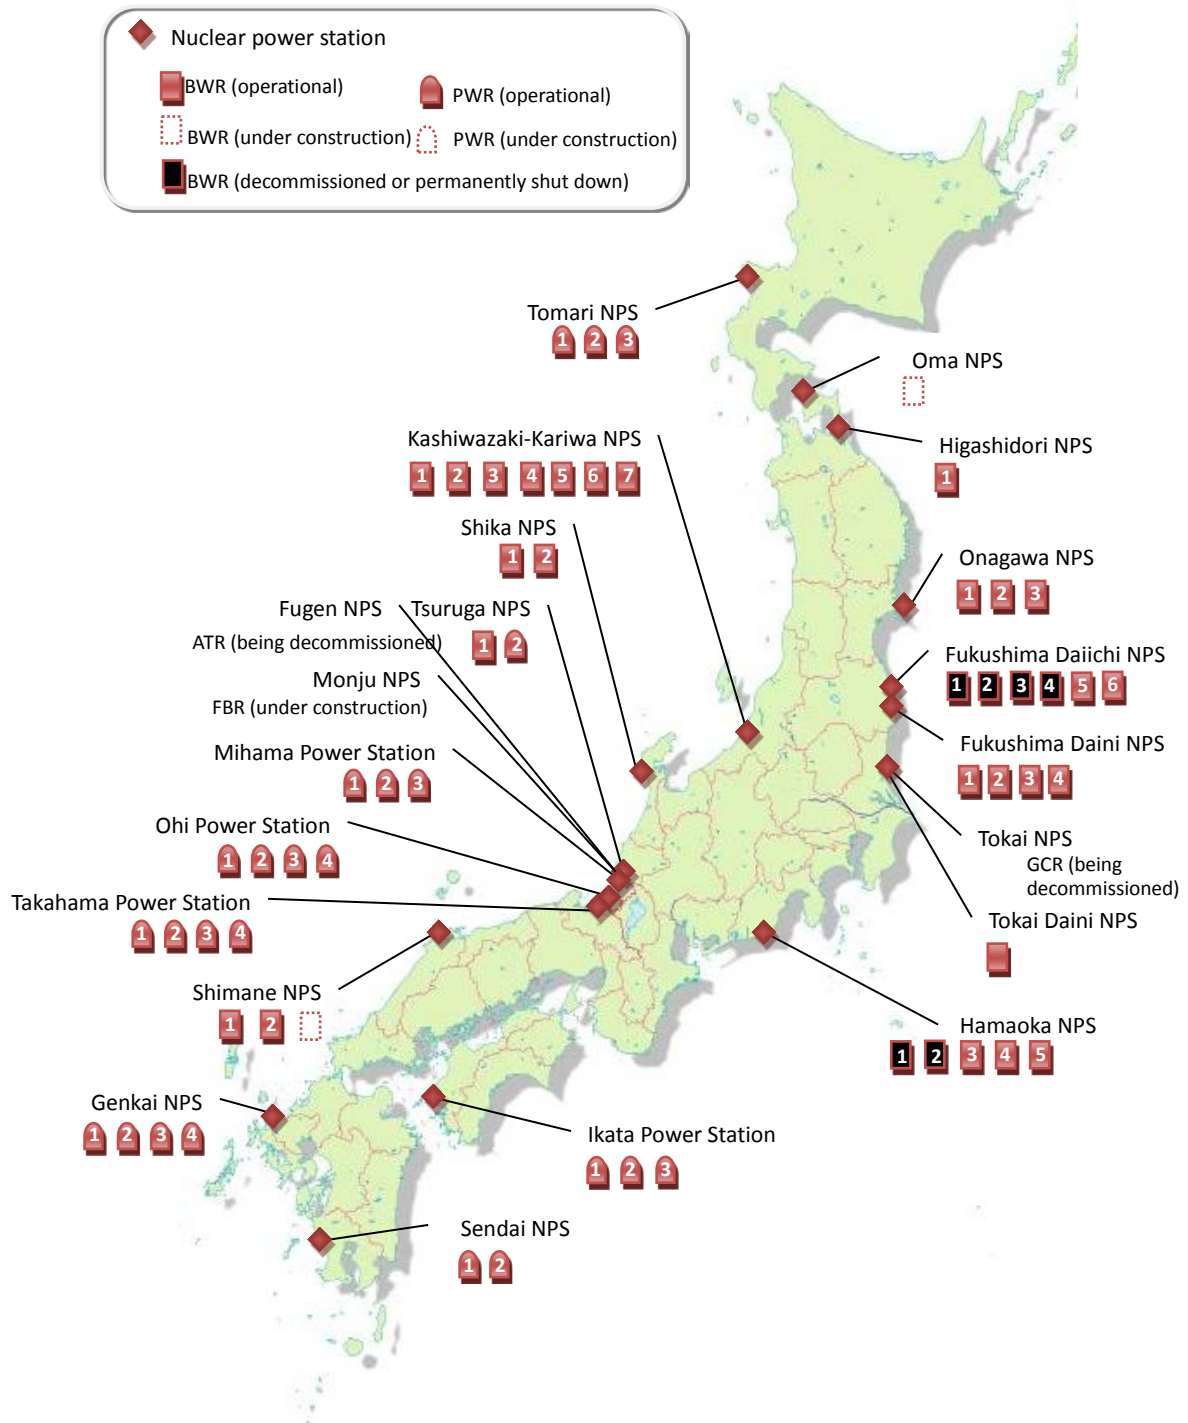 Nuclear power station
BWR (operational)
PWR (operational)
BWR (under construction)
PWR (under construction)
BWR (decommissioned or permanently shut down)
Tomari NPS
1 2 3
Oma NPS
Kashiwazaki-Kariwa NPS
1 2 3 4 5 6 7
Higashidori NPS
1
Shika NPS
1 2
Onagawa NPS
1 2 3
Fugen NPS
ATR (being decommissioned)
Tsuruga NPS
1 2
Fukushima Daiichi NPS
1 2 3 4 5 6
Monju NPS
FBR (under construction)
Fukushima Daini NPS
1 2 3 4
Mihama Power Station
1 2 3
Ohi Power Station
1 2 3 4
Tokai NPS
GCR (being
decommissioned)
Takahama Power Station
1 2 3 4
Tokai Daini NPS
Shimane NPS
1 2
Hamaoka NPS
1 2 3 4 5
Genkai NPS
1 2 3 4
Ikata Power Station
1 2 3
Sendai NPS
1 2